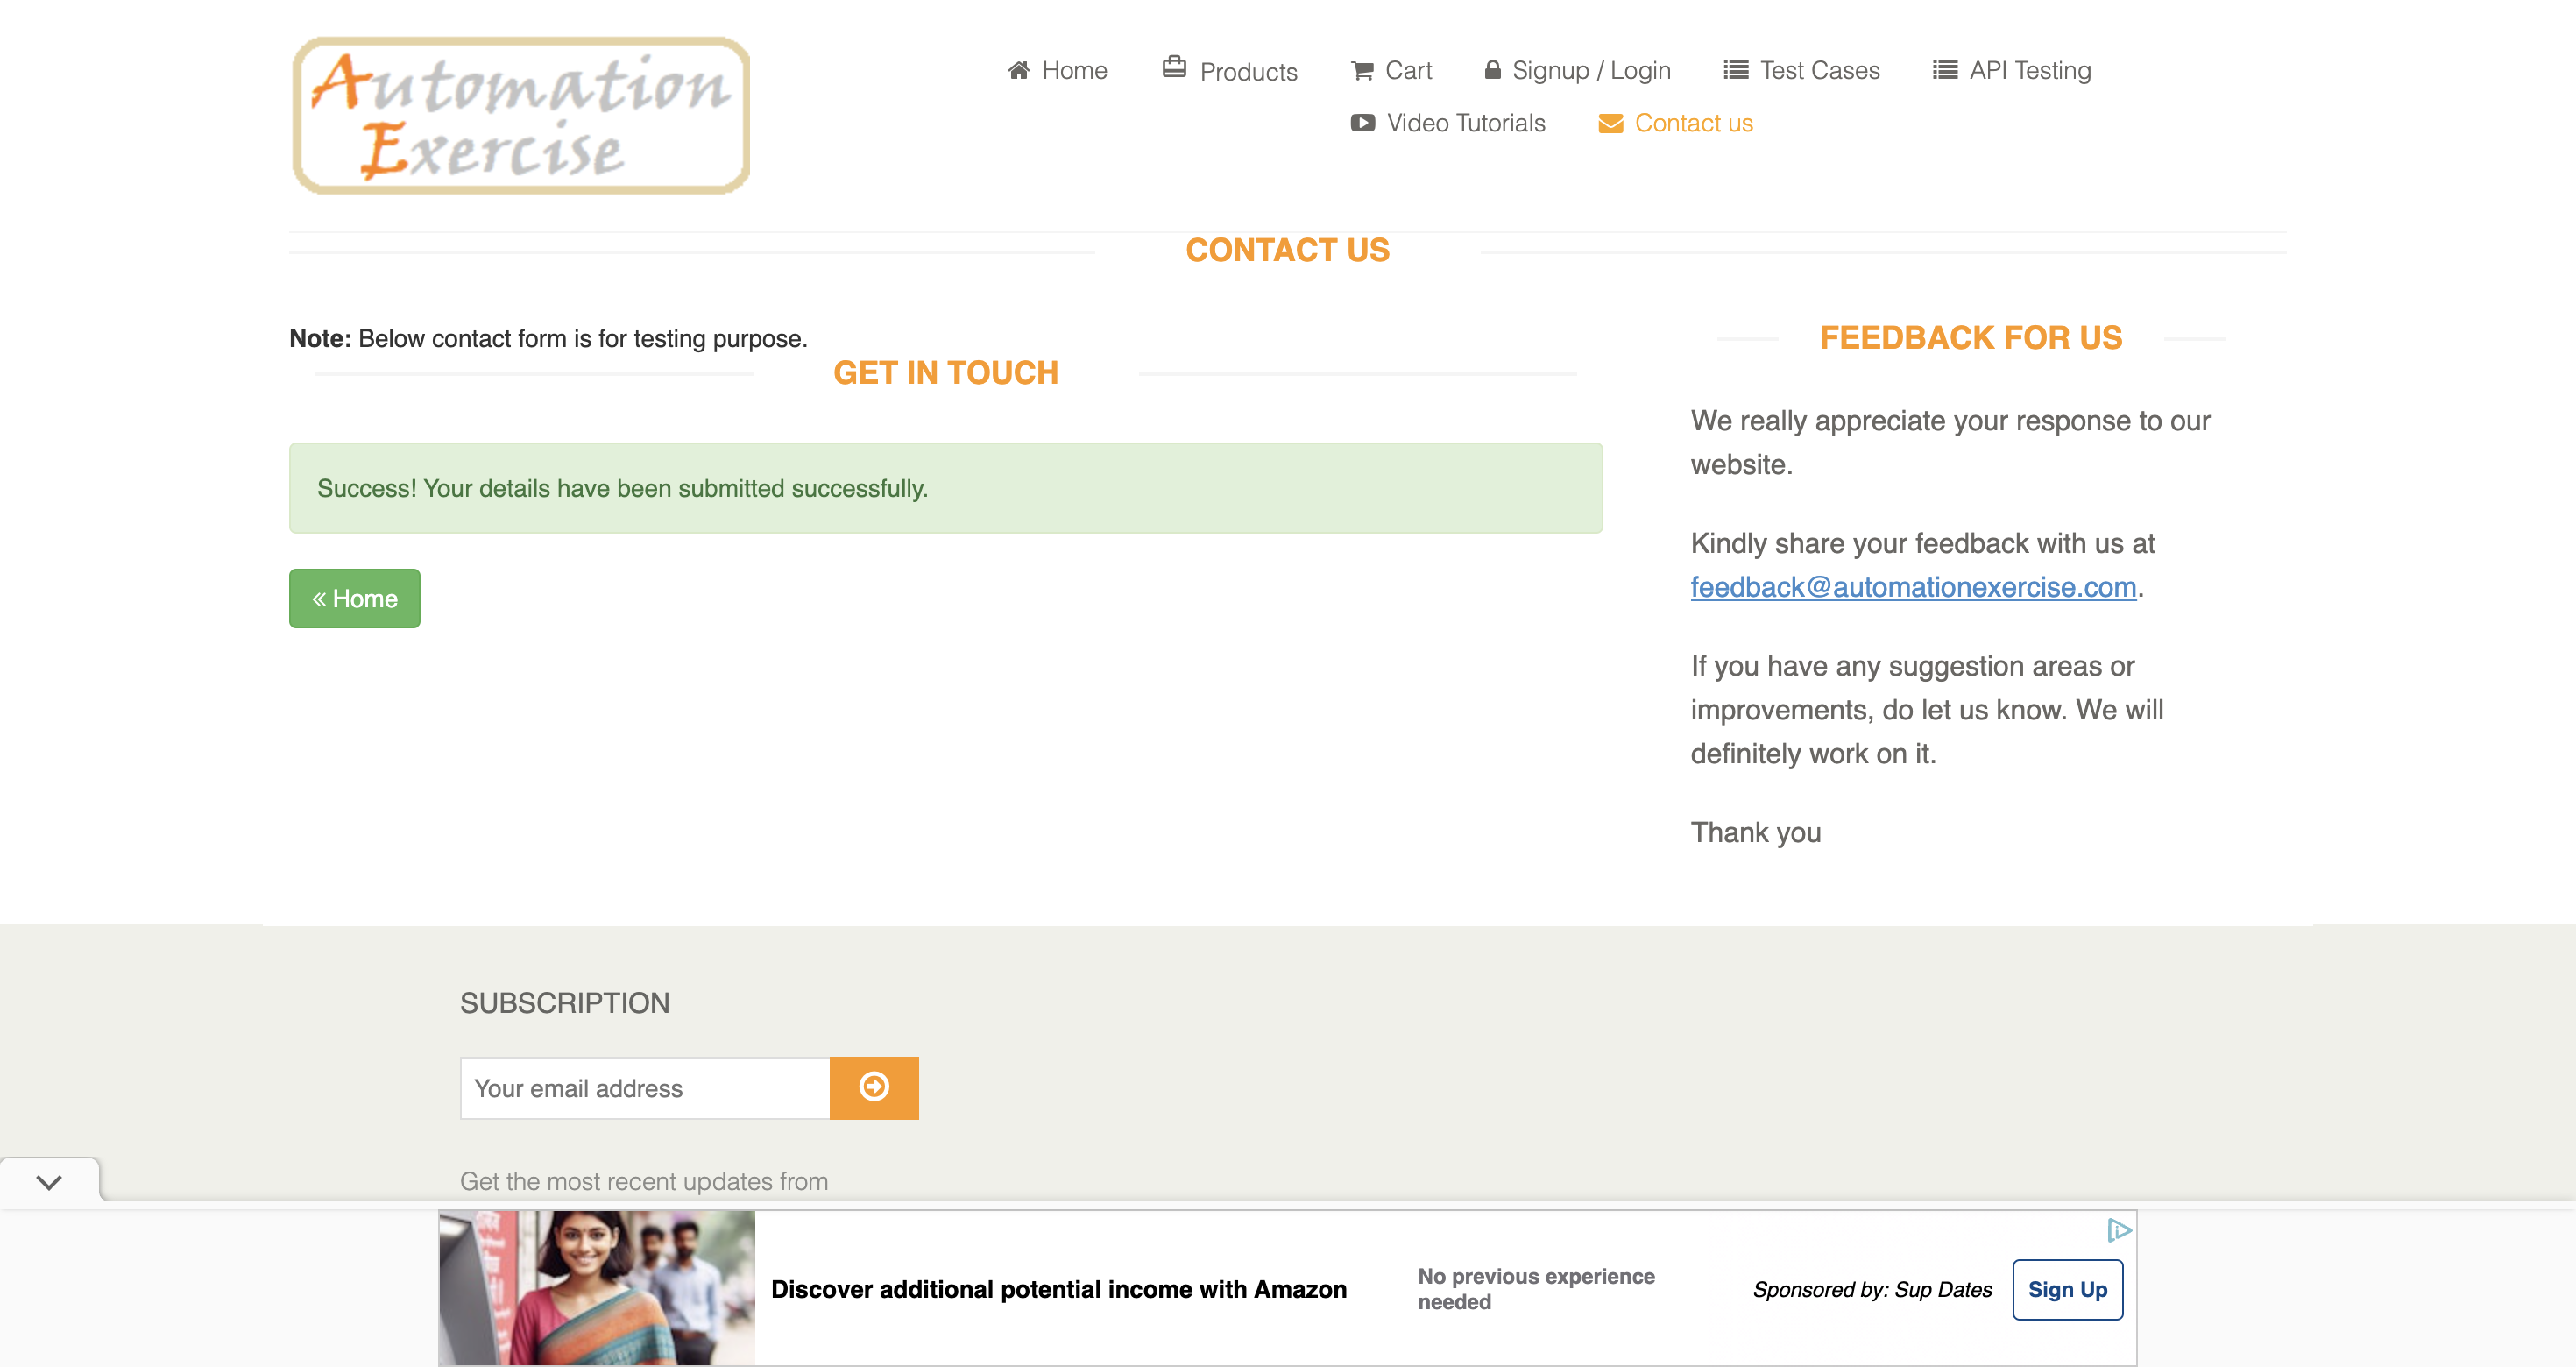 Automation
Exercise
Home
Products
Cart
Signup / Login
Test Cases
API Testing
Video Tutorials
Contact us
CONTACT US
Note: Below contact form is for testing purpose.
GET IN TOUCH
Success! Your details have been submitted successfully.
« Home
FEEDBACK FOR US
We really appreciate your response to our
website.
Kindly share your feedback with us at
feedback@automationexercise.com.
If you have any suggestion areas or
improvements, do let us know. We will
definitely work on it.
Thank you
SUBSCRIPTION
Your email address
Get the most recent updates from
Discover additional potential income with Amazon
No previous experience
needed
Sponsored by: Sup Dates
Sign Up